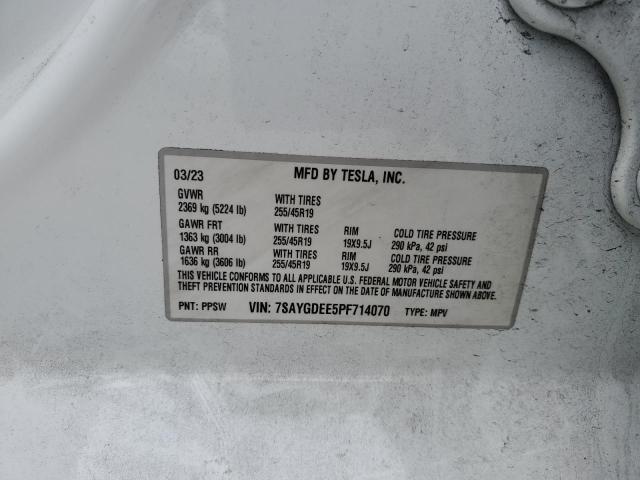 03/23 MFD BY TESLA, INC.
GVWR WITH TIRES
2369 kg (5224 lb) 255/45R19
GAWR FRT WITH TIRES RIM COLD TIRE PRESSURE
1363 kg (3004 lb) 255/45R19 19X9.5J 290 kPa, 42 psi
GAWR RR WITH TIRES RIM COLD TIRE PRESSURE
1636 kg (3606 lb) 255/45R19 19X9.5J 290 kPa, 42 psi
THIS VEHICLE CONFORMS TO ALL APPLICABLE U.S. FEDERAL MOTOR VEHICLE SAFETY AND
THEFT PREVENTION STANDARDS IN EFFECT ON THE DATE OF MANUFACTURE SHOWN ABOVE.
PNT: PPSW VIN: 7SAYGDEE5PF714070 TYPE: MPV